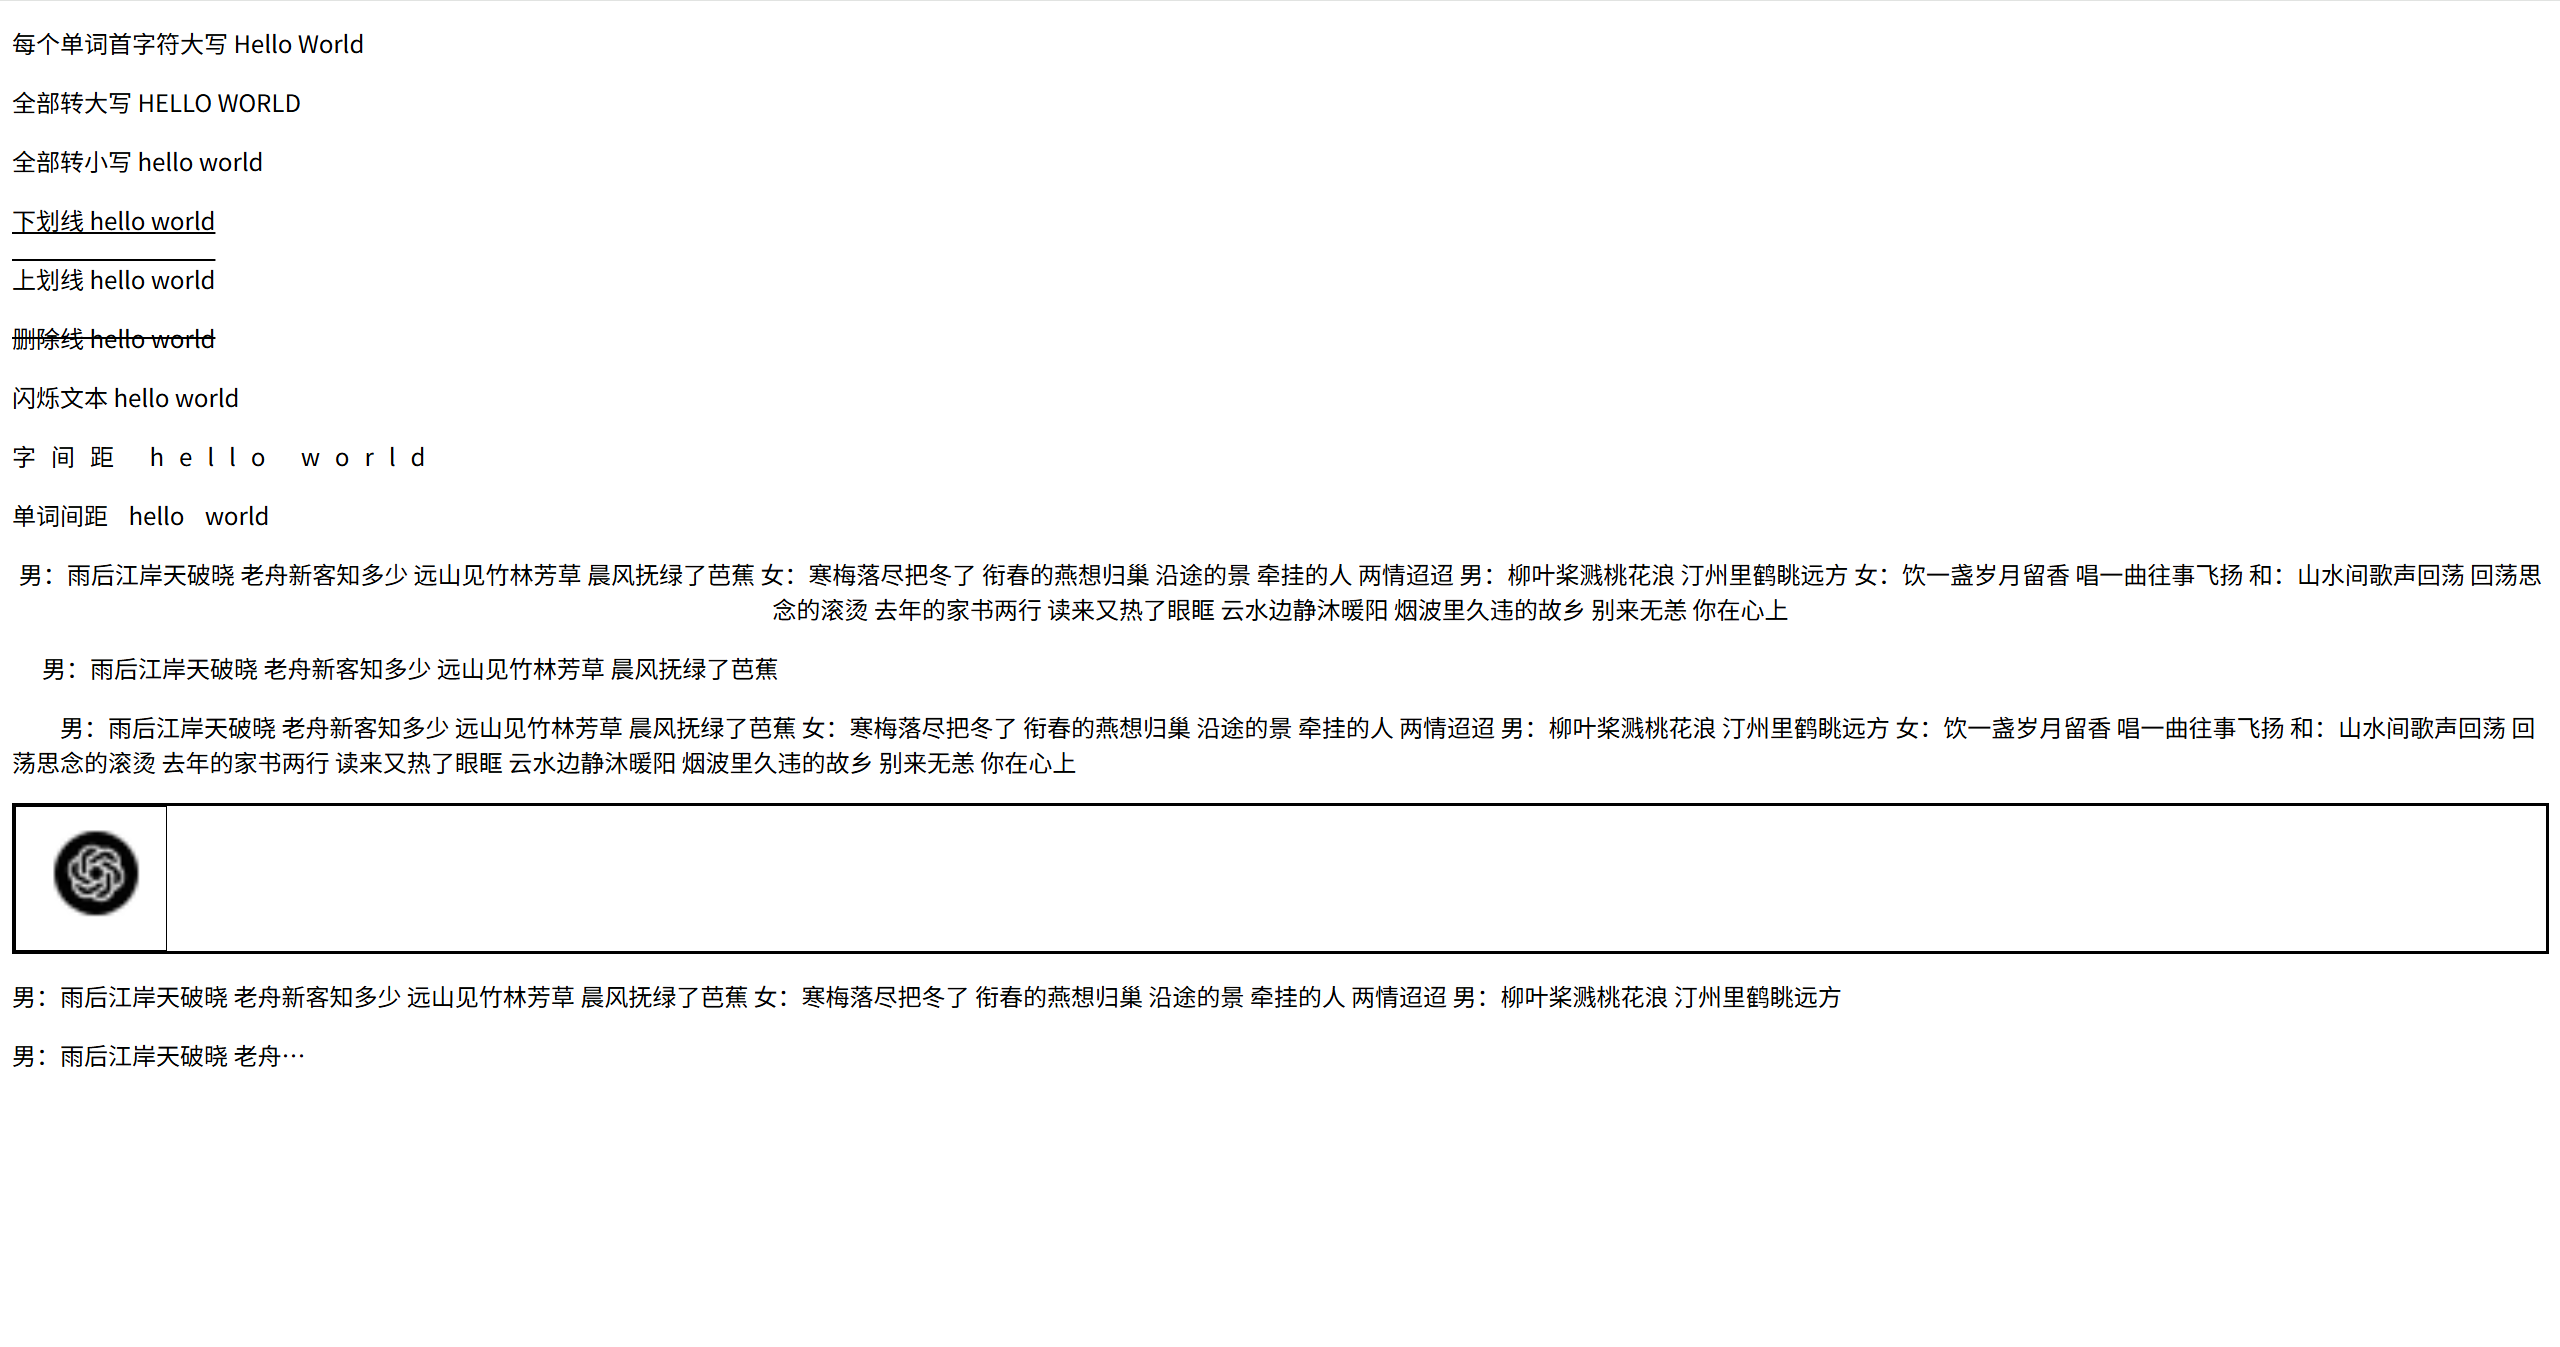 每个单词首字符大写 Hello World
全部转大写 HELLO WORLD
全部转小写 hello world
下划线 hello world
上划线 hello world
删除线 hello world
闪烁文本 hello world
字间距 hello world
单词间距 hello world
男：雨后江岸天破晓 老舟新客知多少 远山见竹林芳草 晨风抚绿了芭蕉 女：寒梅落尽把冬了 衔春的燕想归巢 沿途的景 牵挂的人 两情迢迢 男：柳叶桨溅桃花浪 汀州里鹤眺远方 女：饮一盏岁月留香 唱一曲往事飞扬 和：山水间歌声回荡 回荡思
念的滚烫 去年的家书两行 读来又热了眼眶 云水边静沐暖阳 烟波里久违的故乡 别来无恙 你在心上
男：雨后江岸天破晓 老舟新客知多少 远山见竹林芳草 晨风抚绿了芭蕉
男：雨后江岸天破晓 老舟新客知多少 远山见竹林芳草 晨风抚绿了芭蕉 女：寒梅落尽把冬了 衔春的燕想归巢 沿途的景 牵挂的人 两情迢迢 男：柳叶桨溅桃花浪 汀州里鹤眺远方 女：饮一盏岁月留香 唱一曲往事飞扬 和：山水间歌声回荡 回
荡思念的滚烫 去年的家书两行 读来又热了眼眶 云水边静沐暖阳 烟波里久违的故乡 别来无恙 你在心上
男：雨后江岸天破晓 老舟新客知多少 远山见竹林芳草 晨风抚绿了芭蕉 女：寒梅落尽把冬了 衔春的燕想归巢 沿途的景 牵挂的人 两情迢迢 男：柳叶桨溅桃花浪 汀州里鹤眺远方
男：雨后江岸天破晓 老舟…